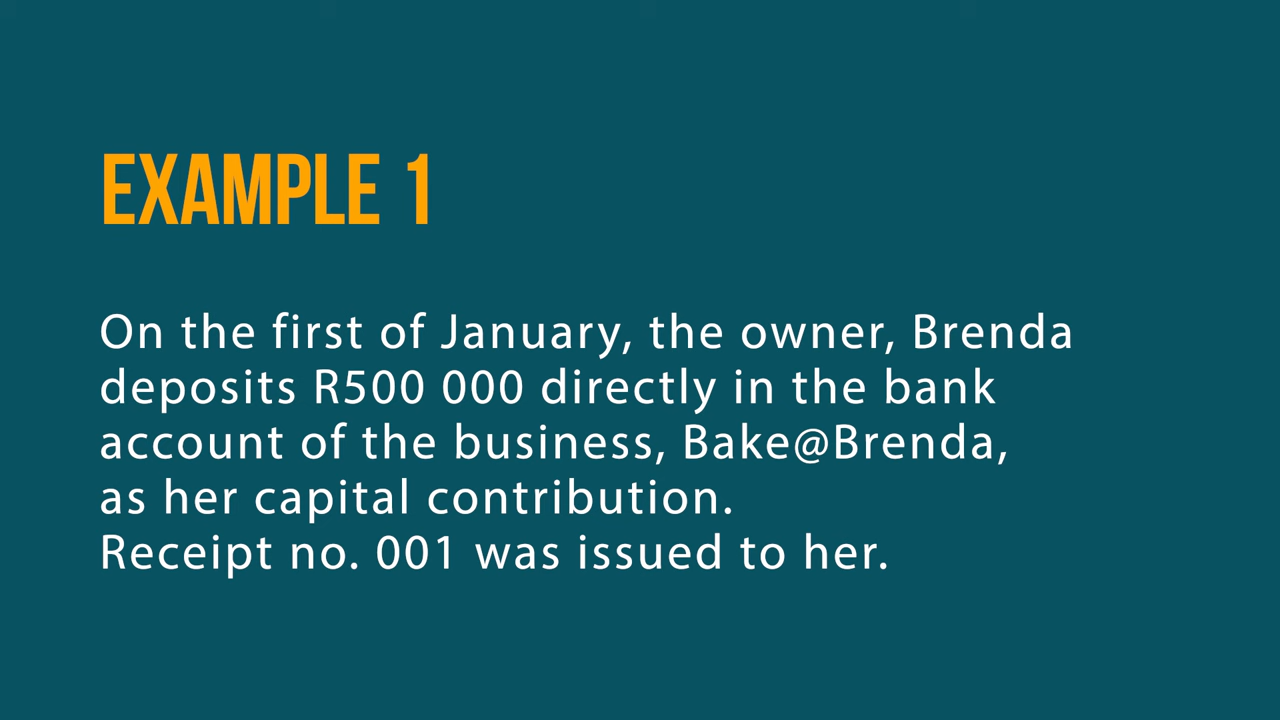 EXAMPLE 1
On the first of January, the owner, Brenda
deposits R500 000 directly in the bank
account of the business, Bake@Brenda,
as her capital contribution.
Receipt no. 001 was issued to her.